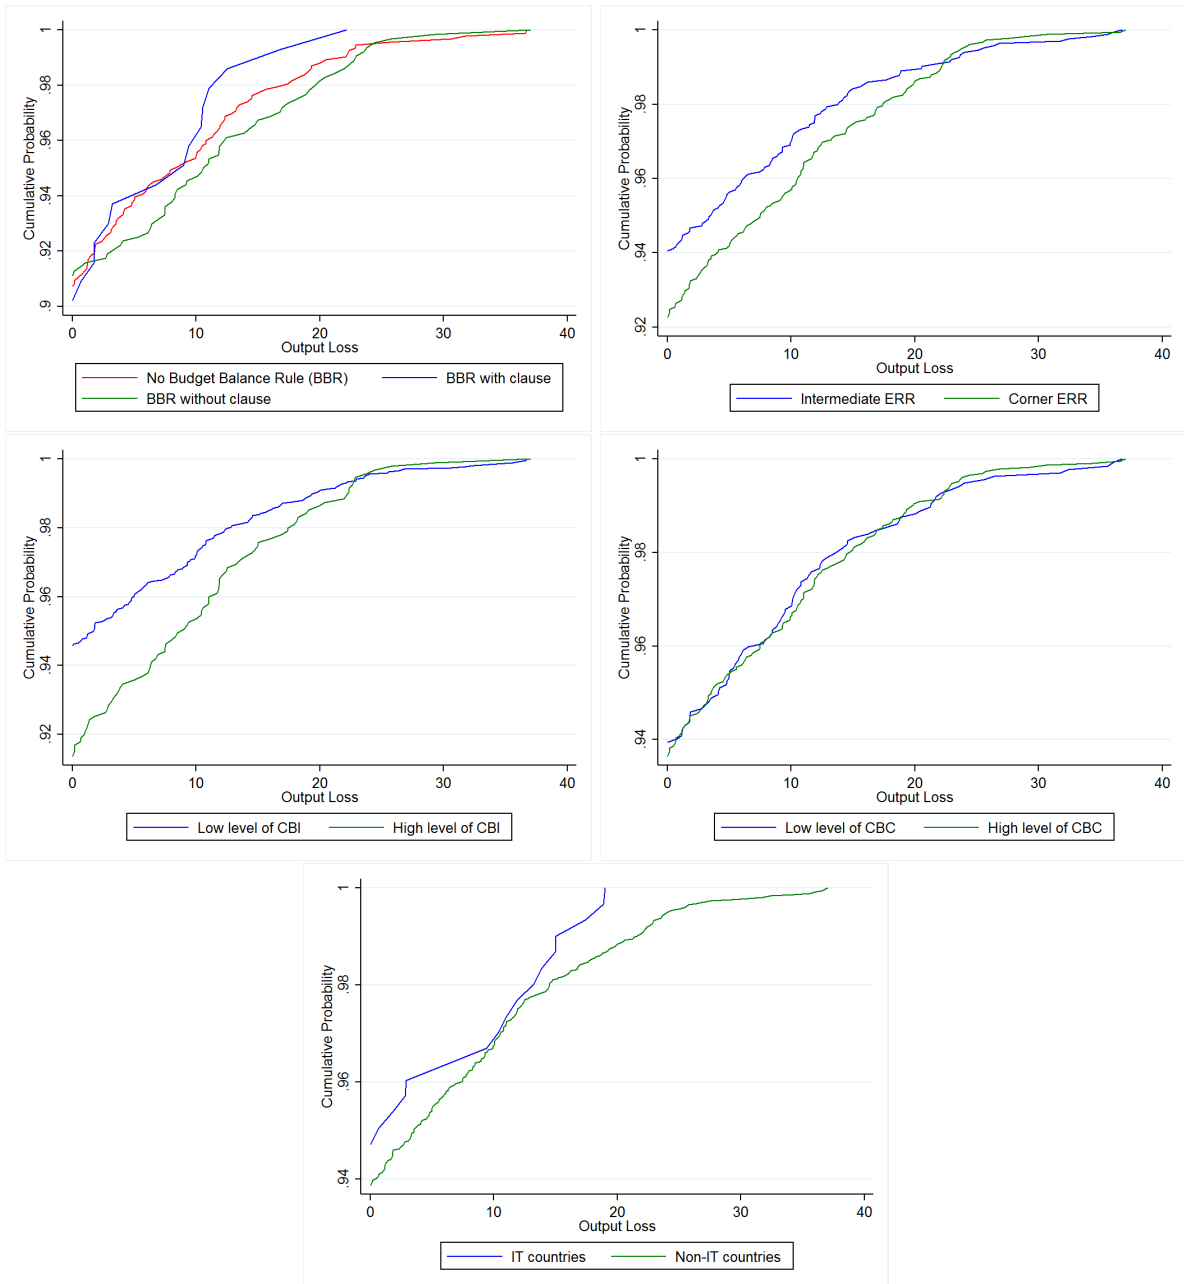 Cumulative Probability
1
.98
.96
.94
.92
.9
0 10 20 30 40
Output Loss
No Budget Balance Rule (BBR) BBR with clause
BBR without clause
Cumulative Probability
1
.98
.96
.94
.92
0 10 20 30 40
Output Loss
Intermediate ERR Corner ERR
Cumulative Probability
1
.98
.96
.94
.92
0 10 20 30 40
Output Loss
Low level of CBI High level of CBI
Cumulative Probability
1
.98
.96
.94
0 10 20 30 40
Output Loss
Low level of CBC High level of CBC
Cumulative Probability
1
.98
.96
.94
0 10 20 30 40
Output Loss
IT countries Non-IT countries